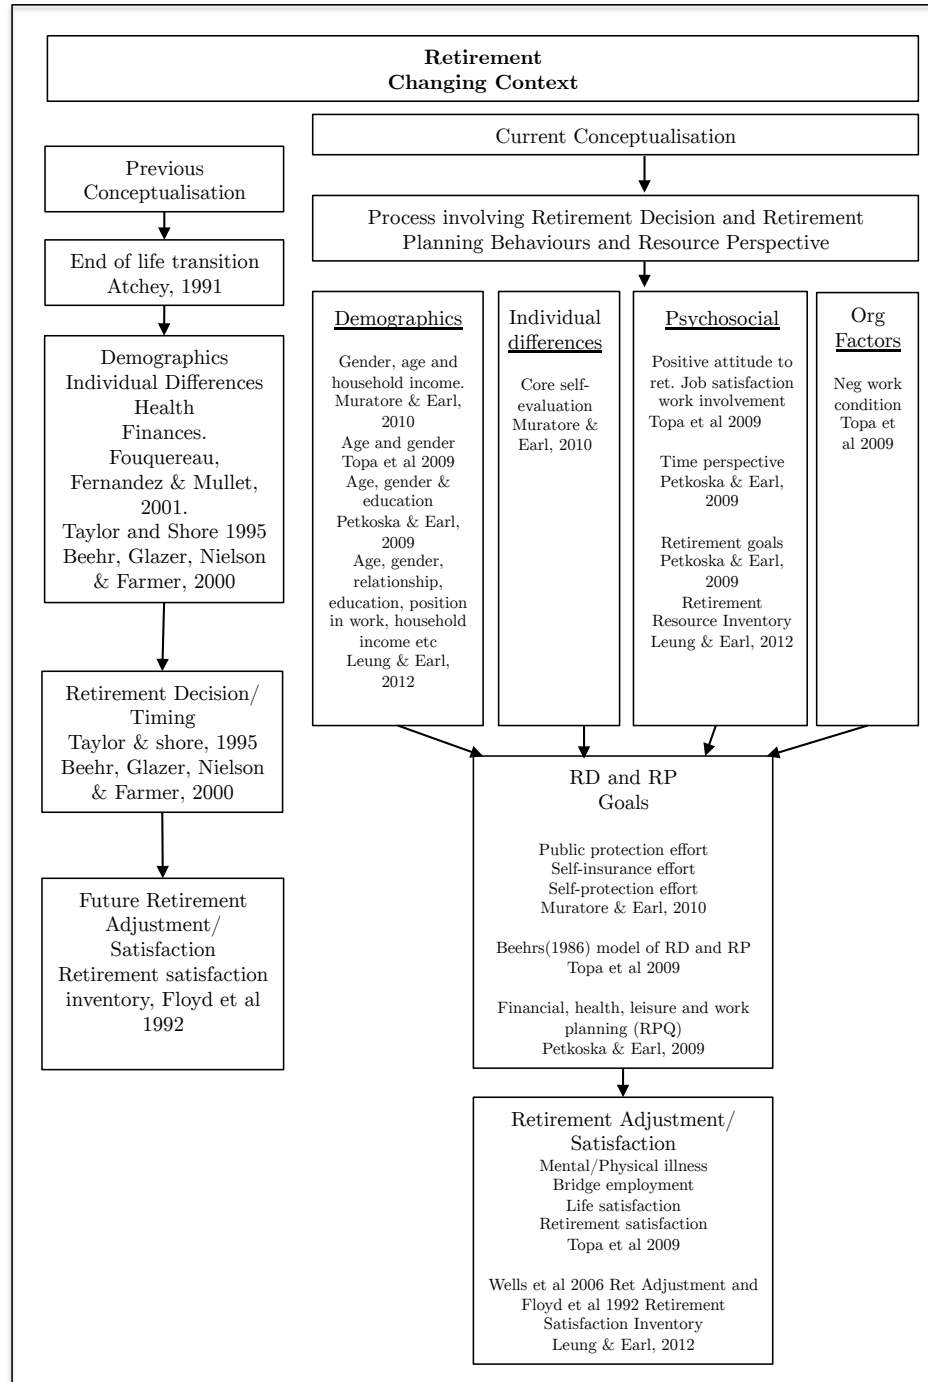 Retirement
Changing Context
Previous
Conceptualisation
End of life transition
Atchey, 1991
Demographics
Individual Differences
Health
Finances.
Fouquereau,
Fernandez & Mullet,
2001.
Taylor and Shore 1995
Beehr, Glazer, Nielson
& Farmer, 2000
Retirement Decision/
Timing
Taylor & shore, 1995
Beehr, Glazer, Nielson
& Farmer, 2000
Future Retirement
Adjustment/
Satisfaction
Retirement satisfaction
inventory, Floyd et al
1992
Current Conceptualisation
Process involving Retirement Decision and Retirement
Planning Behaviours and Resource Perspective
Demographics
Gender, age and
household income.
Muratore & Earl,
2010
Age and gender
Topa et al 2009
Age, gender &
education
Petkoska & Earl,
2009
Age, gender,
relationship,
education, position
in work, household
income etc
Leung & Earl,
2012
Individual
differences
Core self-
evaluation
Muratore &
Earl, 2010
Psychosocial
Positive attitude to
ret. Job satisfaction
work involvement
Topa et al 2009
Time perspective
Petkoska & Earl,
2009
Retirement goals
Petkoska & Earl,
2009
Retirement
Resource Inventory
Leung & Earl, 2012
Org
Factors
Neg work
condition
Topa et
al 2009
RD and RP
Goals
Public protection effort
Self-insurance effort
Self-protection effort
Muratore & Earl, 2010
Beehrs(1986) model of RD and RP
Topa et al 2009
Financial, health, leisure and work
planning (RPQ)
Petkoska & Earl, 2009
Retirement Adjustment/
Satisfaction
Mental/Physical illness
Bridge employment
Life satisfaction
Retirement satisfaction
Topa et al 2009
Wells et al 2006 Ret Adjustment and
Floyd et al 1992 Retirement
Satisfaction Inventory
Leung & Earl, 2012